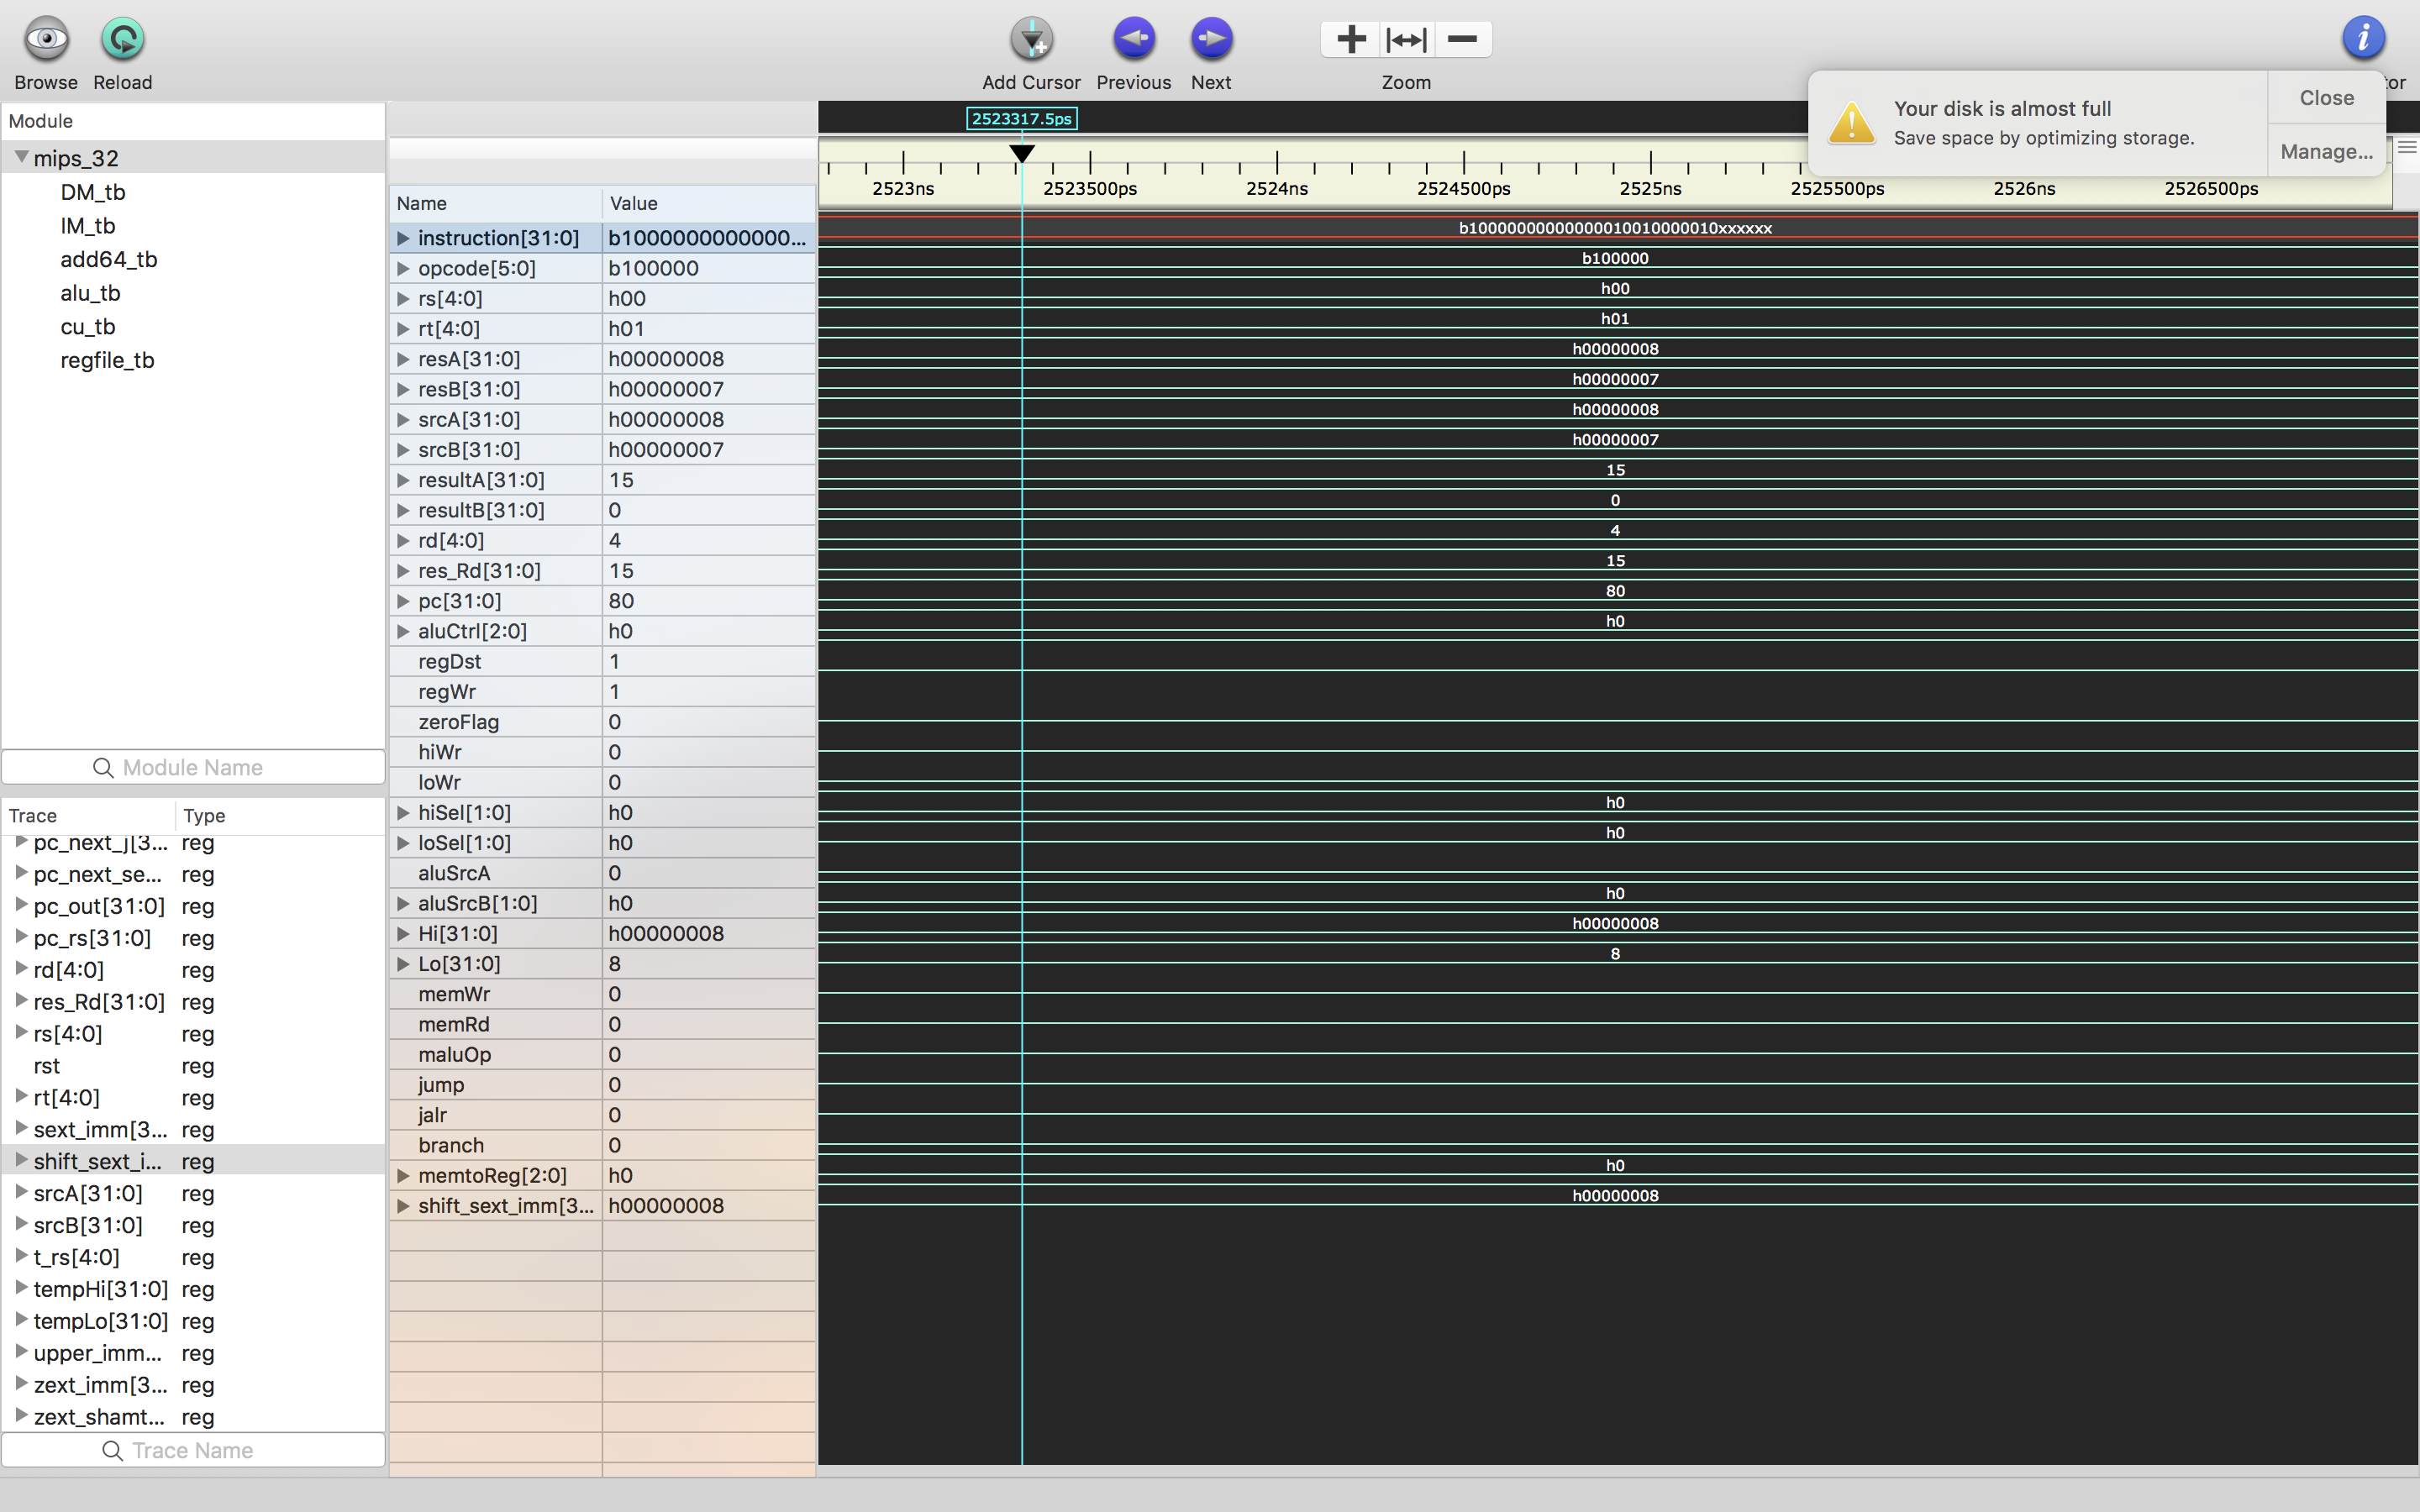 Browse Reload Add Cursor Previous Next Zoom tor
Your disk is almost full
Save space by optimizing storage.
Close
Manage...
Module
mips_32
DM_tb
IM_tb
add64_tb
alu_tb
cu_tb
regfile_tb
Module Name
Trace Type
pc_next_j[3... reg
pc_next_se... reg
pc_out[31:0] reg
pc_rs[31:0] reg
rd[4:0] reg
res_Rd[31:0] reg
rs[4:0] reg
rst reg
rt[4:0] reg
sext_imm[3... reg
shift_sext_i... reg
srcA[31:0] reg
srcB[31:0] reg
t_rs[4:0] reg
tempHi[31:0] reg
tempLo[31:0] reg
upper_imm... reg
zext_imm[3... reg
zext_shamt... reg
Trace Name
2523317.5ps
2523ns 2523500ps 2524ns 2524500ps 2525ns 2525500ps 2526ns 2526500ps
Name Value
instruction[31:0] b1000000000000... b10000000000000010010000010xxxxxx
opcode[5:0] b100000 b100000
rs[4:0] h00 h00
rt[4:0] h01 h01
resA[31:0] h00000008 h00000008
resB[31:0] h00000007 h00000007
srcA[31:0] h00000008 h00000008
srcB[31:0] h00000007 h00000007
resultA[31:0] 15 15
resultB[31:0] 0 0
rd[4:0] 4 4
res_Rd[31:0] 15 15
pc[31:0] 80 80
aluCtrl[2:0] h0 h0
regDst 1
regWr 1
zeroFlag 0
hiWr 0
loWr 0
hiSel[1:0] h0 h0
loSel[1:0] h0 h0
aluSrcA 0
aluSrcB[1:0] h0 h0
Hi[31:0] h00000008 h00000008
Lo[31:0] 8 8
memWr 0
memRd 0
maluOp 0
jump 0
jalr 0
branch 0
memtoReg[2:0] h0 h0
shift_sext_imm[3... h00000008 h00000008